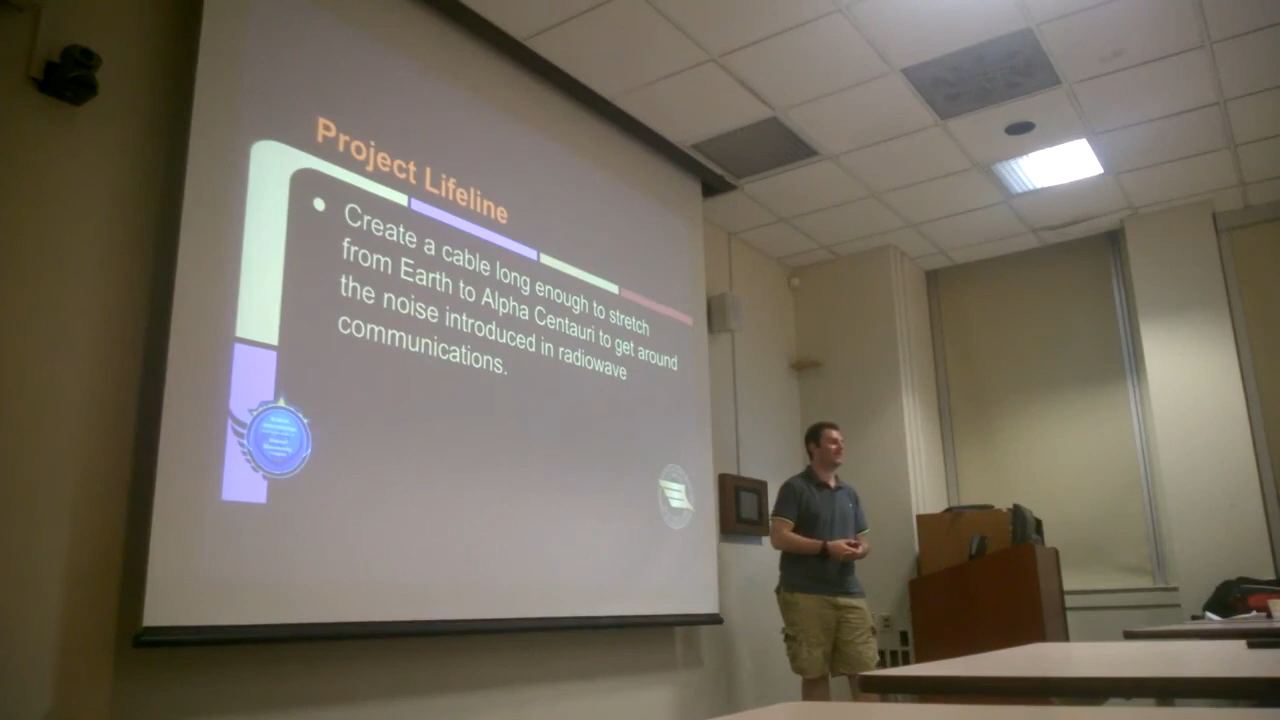 Project Lifeline
• Create a cable long enough to stretch
from Earth to Alpha Centauri to get around
the noise introduced in radiowave
communications.